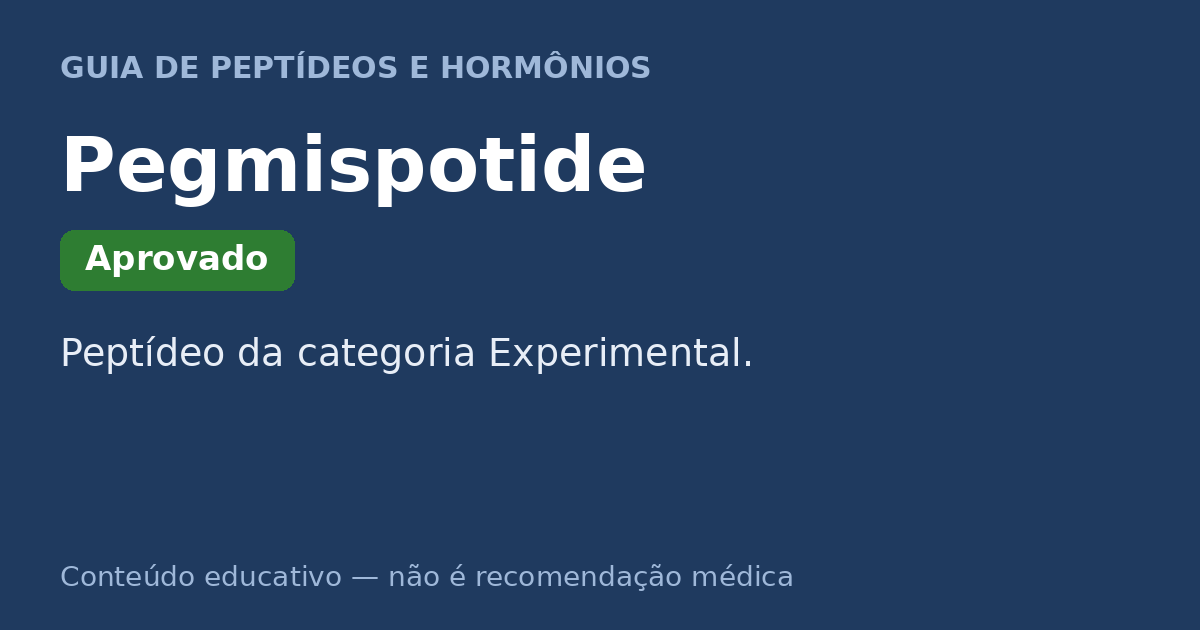 GUIA DE PEPTÍDEOS E HORMÔNIOS
Pegmispotide
Aprovado
Peptídeo da categoria Experimental.
Conteúdo educativo — não é recomendação médica